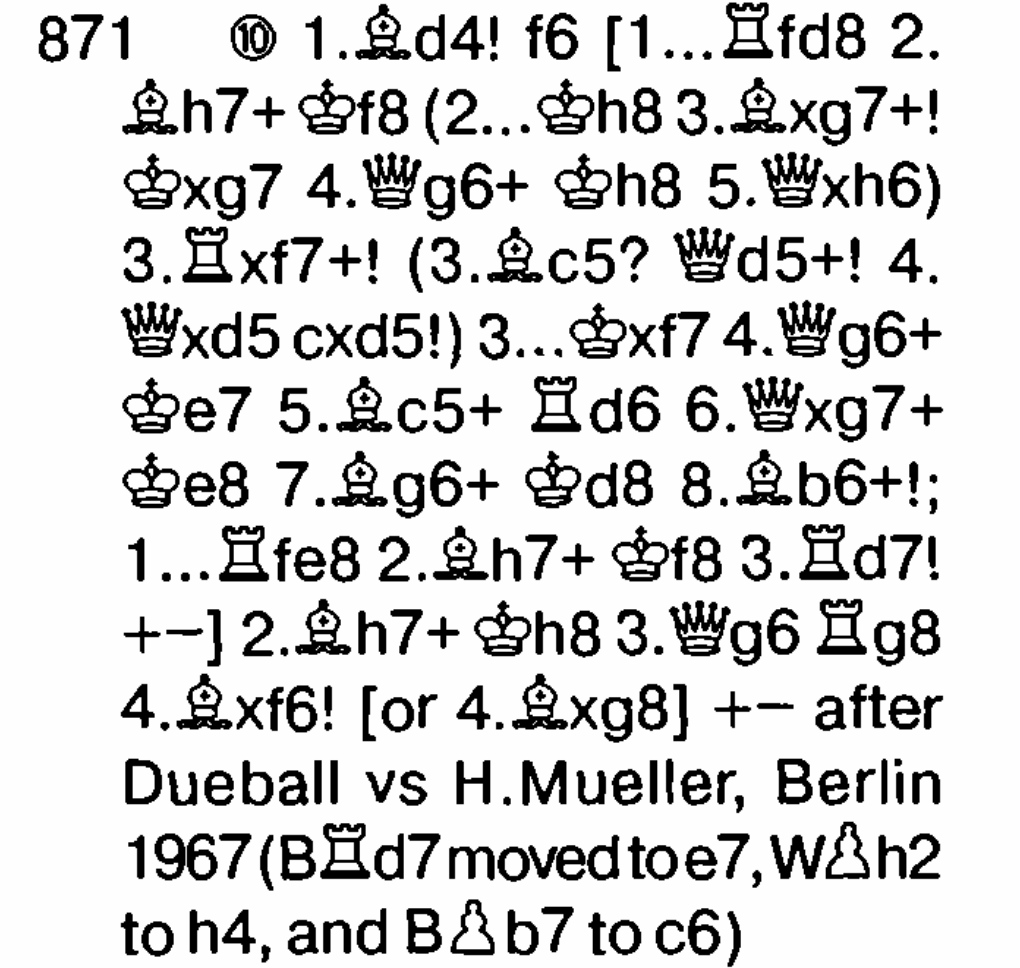 871 ⑩ 1.♗d4! f6 [1...♖fd8 2.
♗h7+ ♔f8 (2...♔h8 3.♗xg7+!
♔xg7 4.♕g6+ ♔h8 5.♕xh6)
3.♖xf7+! (3.♗c5? ♕d5+! 4.
♕xd5 cxd5!) 3...♔xf7 4.♕g6+
♔e7 5.♗c5+ ♖d6 6.♕xg7+
♔e8 7.♗g6+ ♔d8 8.♗b6+!;
1...♖fe8 2.♗h7+ ♔f8 3.♖d7!
+−] 2.♗h7+ ♔h8 3.♕g6 ♖g8
4.♗xf6! [or 4.♗xg8] +− after
Dueball vs H.Mueller, Berlin
1967 (B♖d7 moved to e7, W♙h2
to h4, and B♙b7 to c6)